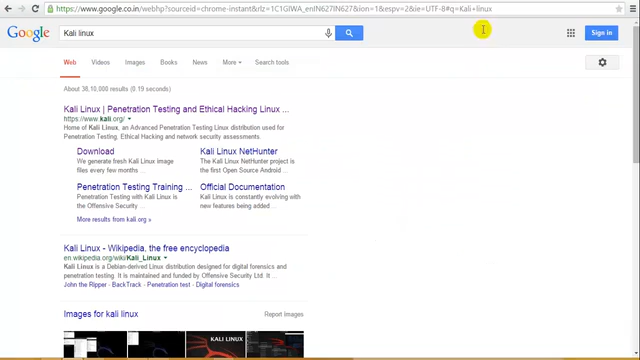 https://www.google.co.in/webhp?sourceid=chrome-instant&rlz=1C1GIWA_enIN627IN627&ion=1&espv=2&ie=UTF-8#q=Kali+linux
Google
Kali linux
Sign in
Web Videos Images Books News More Search tools
About 36,10,000 results (0.19 seconds)
Kali Linux | Penetration Testing and Ethical Hacking Linux ...
https://www.kali.org/
Home of Kali Linux, an Advanced Penetration Testing Linux distribution used for
Penetration Testing, Ethical Hacking and network security assessments.
Download
We generate fresh Kali Linux image
files every few months ...
Kali Linux NetHunter
The Kali Linux NetHunter project is
the first Open Source Android ...
Penetration Testing Training ...
Penetration Testing with Kali Linux is
the Offensive Security ...
Official Documentation
Kali Linux is constantly evolving with
new features being added ...
More results from kali.org »
Kali Linux - Wikipedia, the free encyclopedia
en.wikipedia.org/wiki/Kali_Linux
Kali Linux is a Debian-derived Linux distribution designed for digital forensics and
penetration testing. It is maintained and funded by Offensive Security Ltd. It
John the Ripper - BackTrack - Penetration test - Digital forensics
Images for kali linux
Report images
KALI LINUX